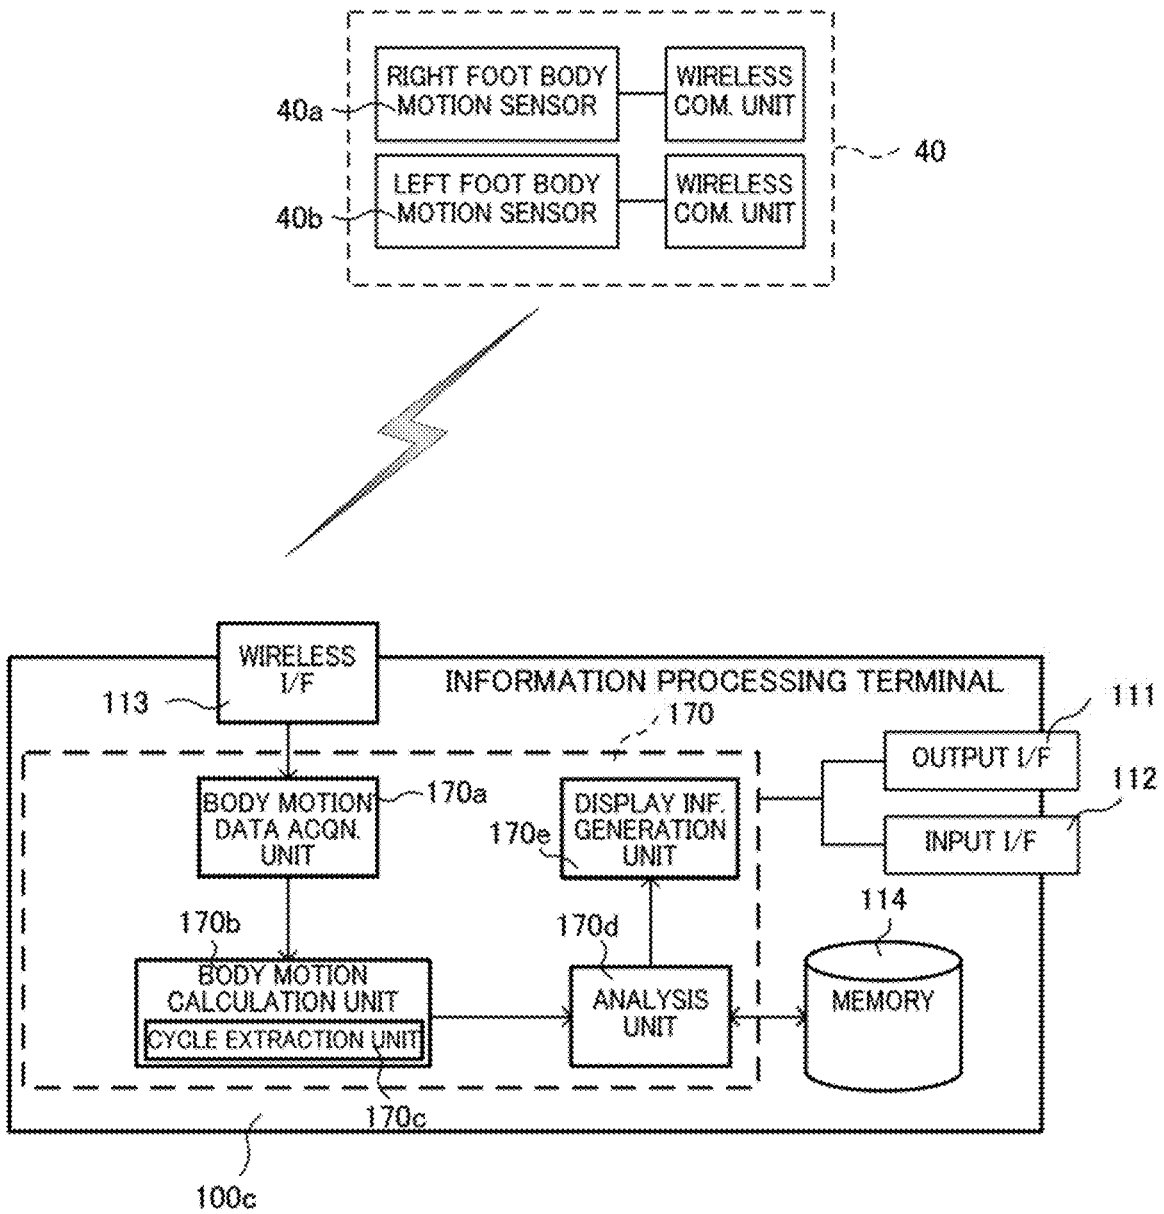 RIGHT FOOT BODY
MOTION SENSOR
WIRELESS
COM. UNIT
40a
40
LEFT FOOT BODY
MOTION SENSOR
WIRELESS
COM. UNIT
40b
WIRELESS
I/F
113
INFORMATION PROCESSING TERMINAL
111
170
OUTPUT I/F
112
BODY MOTION
DATA ACQN.
UNIT
170a
DISPLAY INF.
GENERATION
UNIT
170e
INPUT I/F
114
170b
170d
BODY MOTION
CALCULATION UNIT
CYCLE EXTRACTION UNIT
ANALYSIS
UNIT
MEMORY
170c
100c